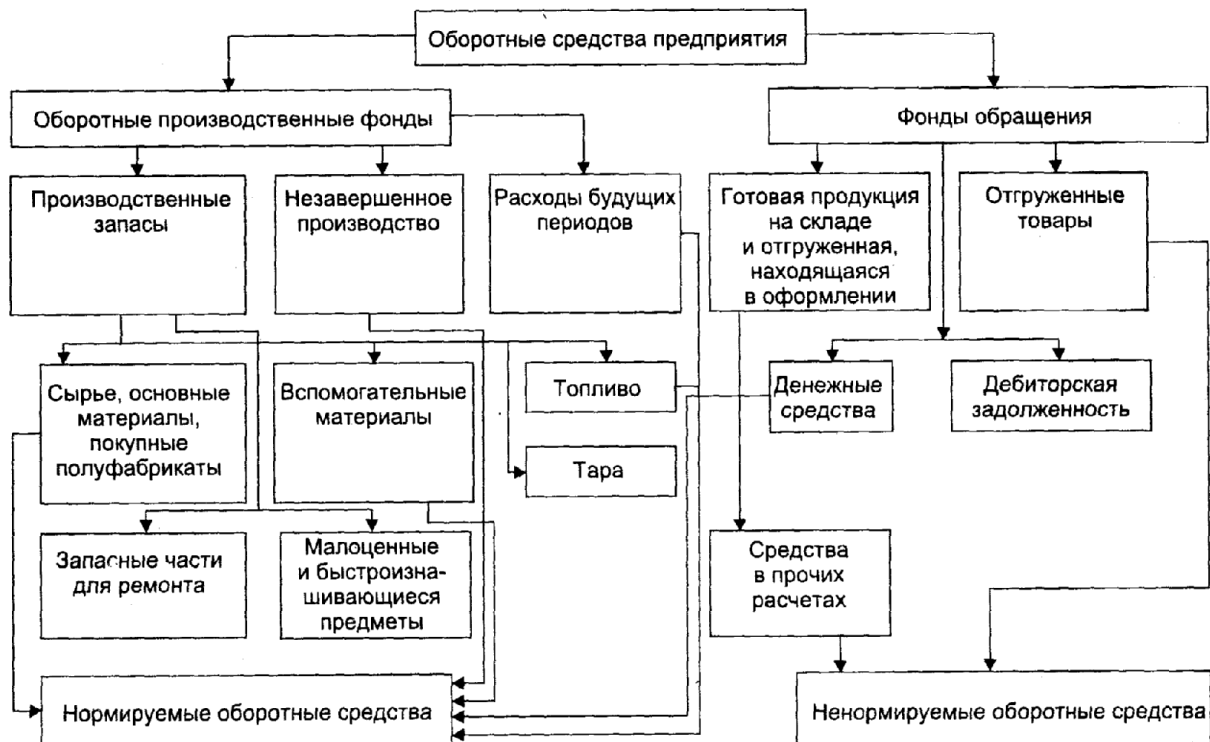 Оборотные средства предприятия
Оборотные производственные фонды
Фонды обращения
Производственные
запасы
Незавершенное
производство
Расходы будущих
периодов
Готовая продукция
на складе
и отгруженная,
находящаяся
в оформлении
Отгруженные
товары
Сырье, основные
материалы,
покупные
полуфабрикаты
Вспомогательные
материалы
Топливо
Тара
Денежные
средства
Дебиторская
задолженность
Запасные части
для ремонта
Малоценные
и быстроизна-
шивающиеся
предметы
Средства
в прочих
расчетах
Нормируемые оборотные средства
Ненормируемые оборотные средства